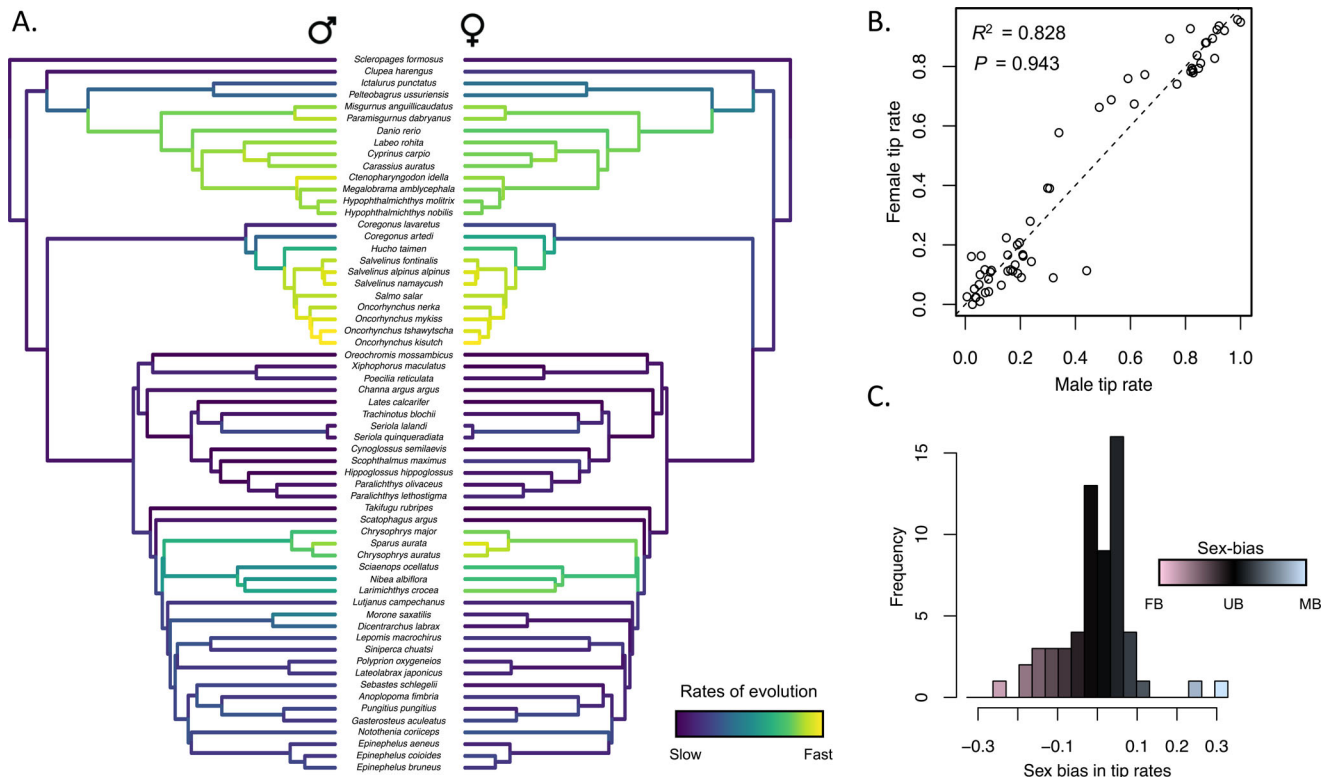 A.
♂ ♀
Scleropages formosus
Clupea harengus
Ictalurus punctatus
Pelteobagrus ussuriensis
Misgurnus anguillicaudatus
Paramisgurnus dabryanus
Danio rerio
Labeo rohita
Cyprinus carpio
Carassius auratus
Ctenopharyngodon idella
Megalobrama amblycephala
Hypophthalmichthys molitrix
Hypophthalmichthys nobilis
Coregonus lavaretus
Coregonus artedi
Hucho taimen
Salvelinus fontinalis
Salvelinus alpinus alpinus
Salvelinus namaycush
Salmo salar
Oncorhynchus nerka
Oncorhynchus mykiss
Oncorhynchus tshawytscha
Oncorhynchus kisutch
Oreochromis mossambicus
Xiphophorus maculatus
Poecilia reticulata
Channa argus argus
Lates calcarifer
Trachinotus blochii
Seriola lalandi
Seriola quinqueradiata
Cynoglossus semilaevis
Scophthalmus maximus
Hippoglossus hippoglossus
Paralichthys olivaceus
Paralichthys lethostigma
Takifugu rubripes
Scatophagus argus
Chrysophrys major
Sparus aurata
Chrysophrys auratus
Sciaenops ocellatus
Nibea albiflora
Larimichthys crocea
Lutjanus campechanus
Morone saxatilis
Dicentrarchus labrax
Lepomis macrochirus
Siniperca chuatsi
Polyprion oxygeneios
Lateolabrax japonicus
Sebastes schlegelii
Anoplopoma fimbria
Pungitius pungitius
Gasterosteus aculeatus
Notothenia coriiceps
Epinephelus aeneus
Epinephelus coioides
Epinephelus bruneus
Rates of evolution
Slow Fast
B.
R² = 0.828
P = 0.943
Female tip rate
0.8
0.6
0.4
0.2
0.0
0.0 0.2 0.4 0.6 0.8 1.0
Male tip rate
C.
Frequency
15
10
5
0
Sex-bias
FB UB MB
−0.3 −0.1 0.1 0.3
Sex bias in tip rates